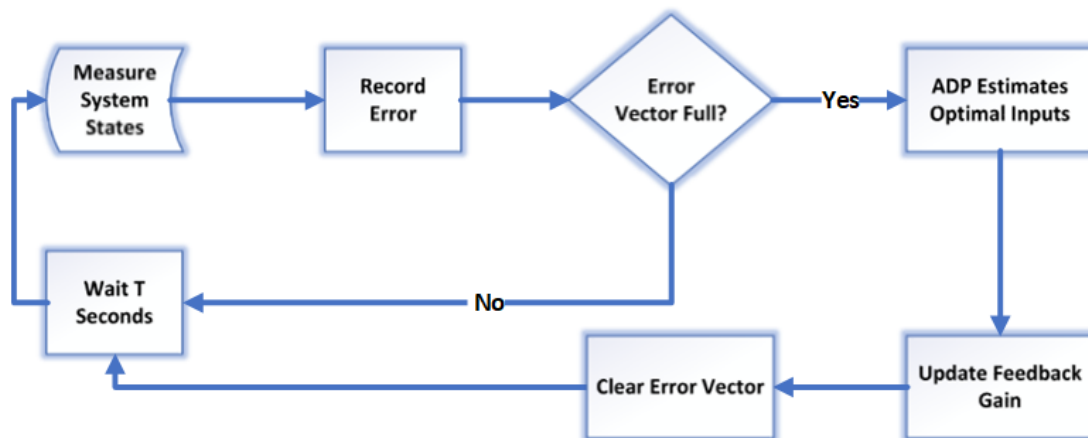 Measure
System
States
Record
Error
Error
Vector Full?
Yes
ADP Estimates
Optimal Inputs
Wait T
Seconds
No
Clear Error Vector
Update Feedback
Gain